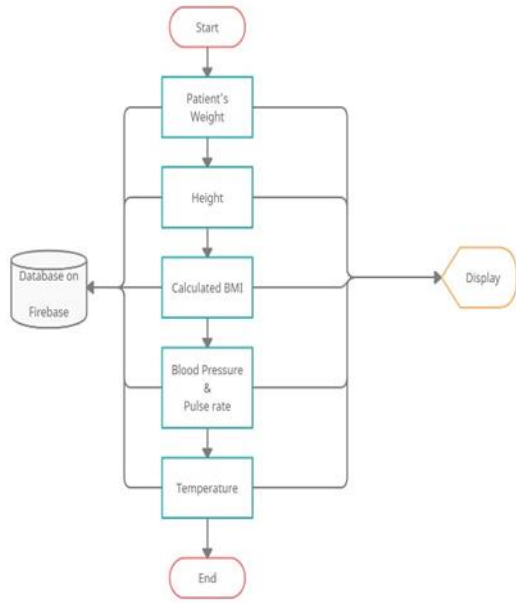 Start
Patient's
Weight
Height
Database on
Firebase
Calculated BMI
Display
Blood Pressure
&
Pulse rate
Temperature
End